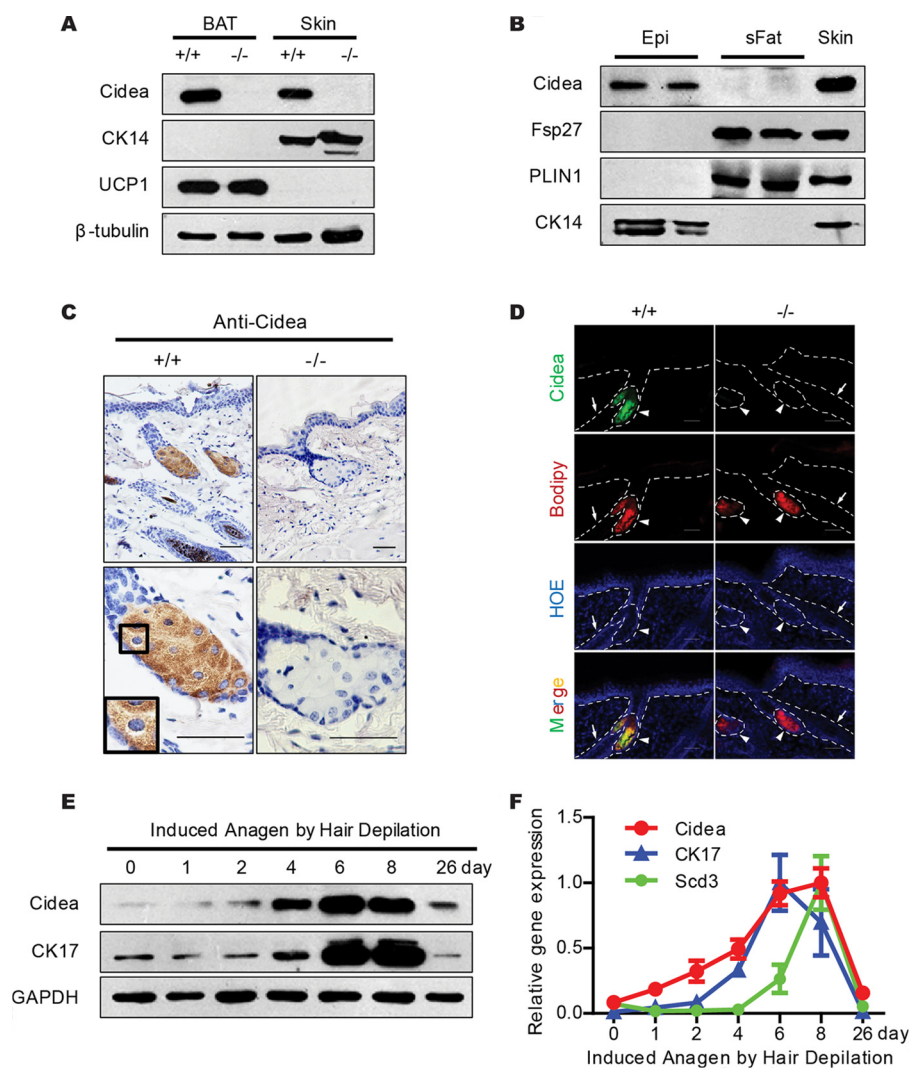 A
BAT Skin
+/+ -/- +/+ -/-
Cidea
CK14
UCP1
β-tubulin
B
Epi sFat Skin
Cidea
Fsp27
PLIN1
CK14
C
Anti-Cidea
+/+ -/-
D
+/+ -/-
Cidea
Bodipy
HOE
Merge
E
Induced Anagen by Hair Depilation
0 1 2 4 6 8 26 day
Cidea
CK17
GAPDH
F
Relative gene expression
1.5
1.0
0.5
0.0
Cidea
CK17
Scd3
0 1 2 4 6 8 26 day
Induced Anagen by Hair Depilation